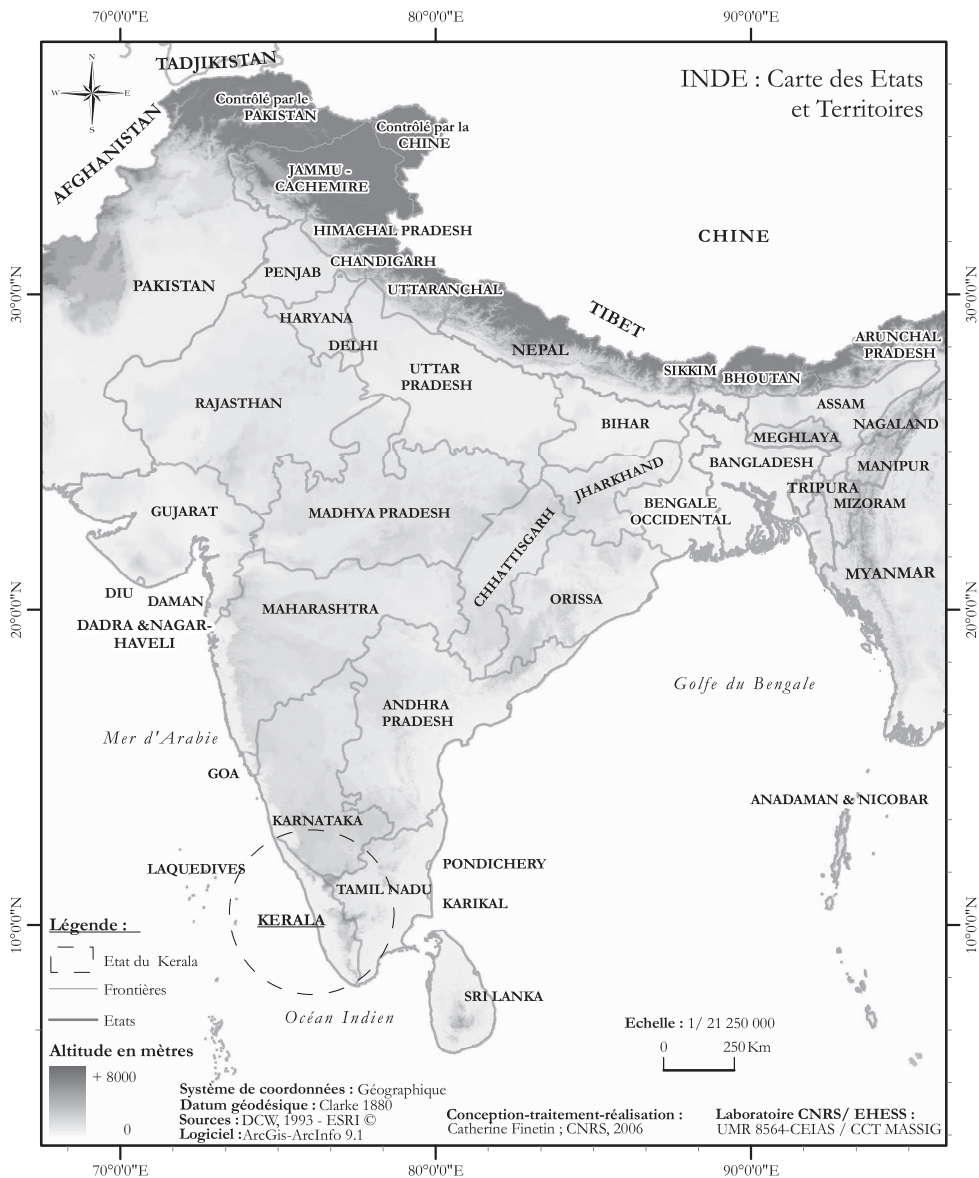 70°0'0"E
80°0'0"E
90°0'0"E
INDE : Carte des Etats
et Territoires
N
W
E
S
TADJIKISTAN
AFGHANISTAN
Contrôlé par le
PAKISTAN
Contrôlé par la
CHINE
JAMMU -
CACHEMIRE
HIMACHAL PRADESH
CHINE
CHANDIGARH
PENJAB
PAKISTAN
UTTARANCHAL
30°0'0"N
30°0'0"N
HARYANA
TIBET
DELHI
NEPAL
ARUNCHAL
PRADESH
UTTAR
PRADESH
SIKKIM
BHOUTAN
RAJASTHAN
ASSAM
BIHAR
NAGALAND
MEGHLAYA
BANGLADESH
MANIPUR
JHARKHAND
TRIPURA
MIZORAM
GUJARAT
MADHYA PRADESH
BENGALE
OCCIDENTAL
CHHATTISGARH
MYANMAR
DIU
DAMAN
MAHARASHTRA
ORISSA
20°0'0"N
20°0'0"N
DADRA &NAGAR-
HAVELI
Golfe du Bengale
ANDHRA
PRADESH
Mer d'Arabie
GOA
ANADAMAN & NICOBAR
KARNATAKA
LAQUEDIVES
PONDICHERY
TAMIL NADU
KARIKAL
KERALA
10°0'0"N
10°0'0"N
Légende :
Etat du Kerala
Frontières
Etats
SRI LANKA
Océan Indien
Echelle : 1/ 21 250 000
0
250 Km
Altitude en mètres
+ 8000
0
Système de coordonnées : Géographique
Datum géodésique : Clarke 1880
Sources : DCW, 1993 - ESRI ©
Logiciel :ArcGis-ArcInfo 9.1
Conception-traitement-réalisation :
Catherine Finetin ; CNRS, 2006
Laboratoire CNRS/ EHESS :
UMR 8564-CEIAS / CCT MASSIG
70°0'0"E
80°0'0"E
90°0'0"E